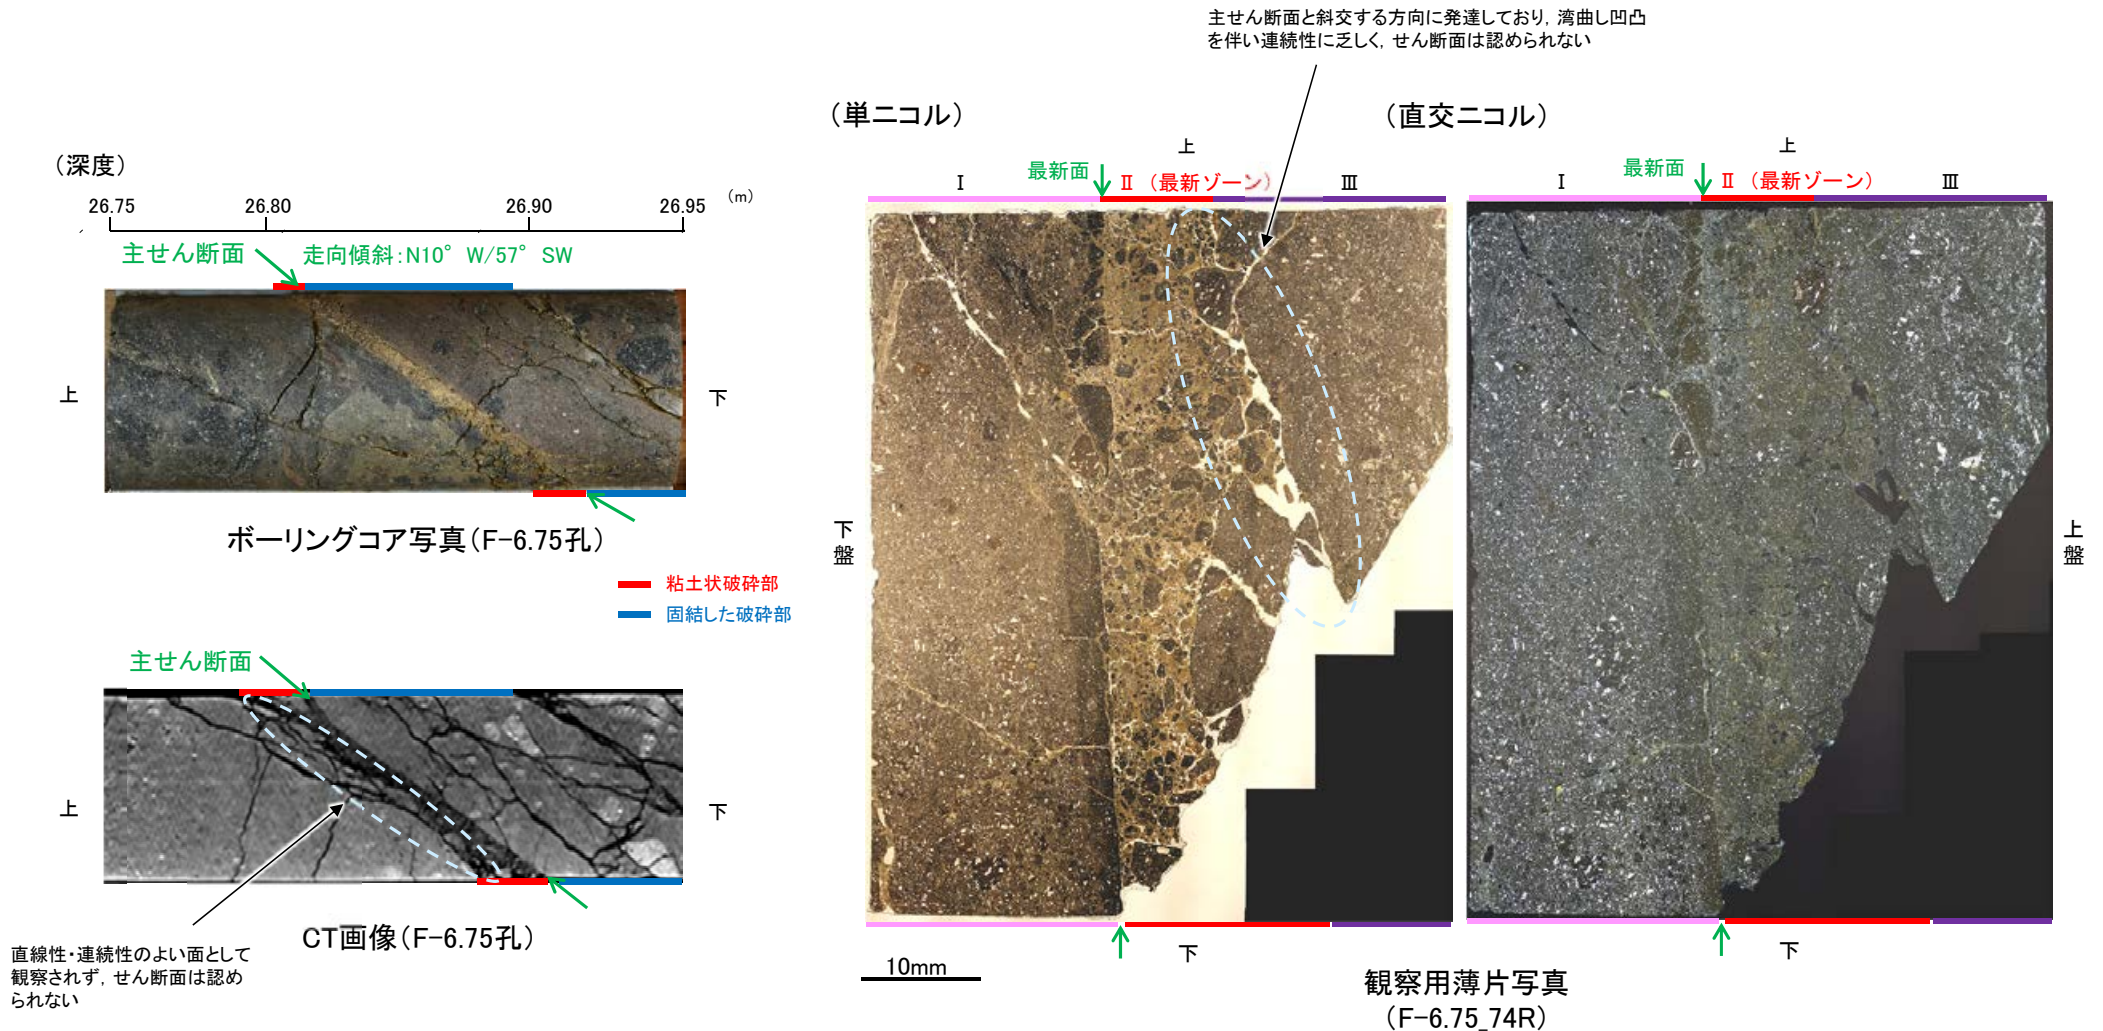 主せん断面と斜交する方向に発達しており，湾曲し凹凸
を伴い連続性に乏しく，せん断面は認められない
（単ニコル）
（直交ニコル）
（深度）
26.75
26.80
26.90
26.95
（m）
主せん断面
走向傾斜：N10°W/57°SW
上
下
ボーリングコア写真（F-6.75孔）
粘土状破砕部
固結した破砕部
主せん断面
上
下
CT画像（F-6.75孔）
直線性・連続性のよい面として
観察されず，せん断面は認め
られない
上
最新面
Ⅰ
Ⅱ（最新ゾーン）
Ⅲ
下
盤
下
10mm
上
最新面
Ⅰ
Ⅱ（最新ゾーン）
Ⅲ
上
盤
下
観察用薄片写真
（F-6.75_74R）